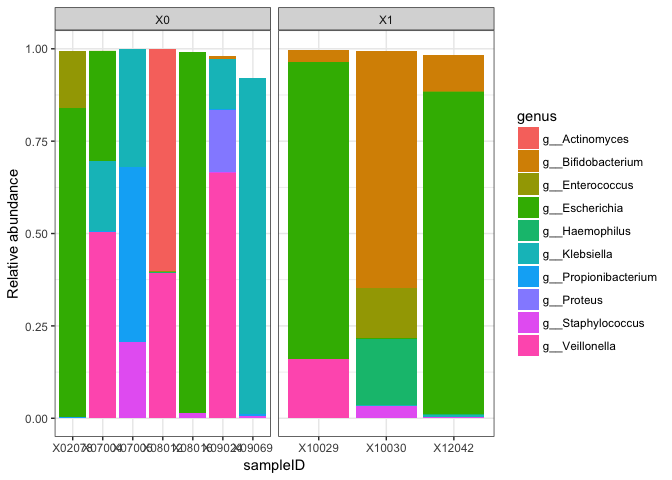 X0 X1
1.00
0.75
0.50
0.25
0.00
Relative abundance
X09069
X10029 X10030 X12042
sampleID
genus
g__Actinomyces
g__Bifidobacterium
g__Enterococcus
g__Escherichia
g__Haemophilus
g__Klebsiella
g__Propionibacterium
g__Proteus
g__Staphylococcus
g__Veillonella